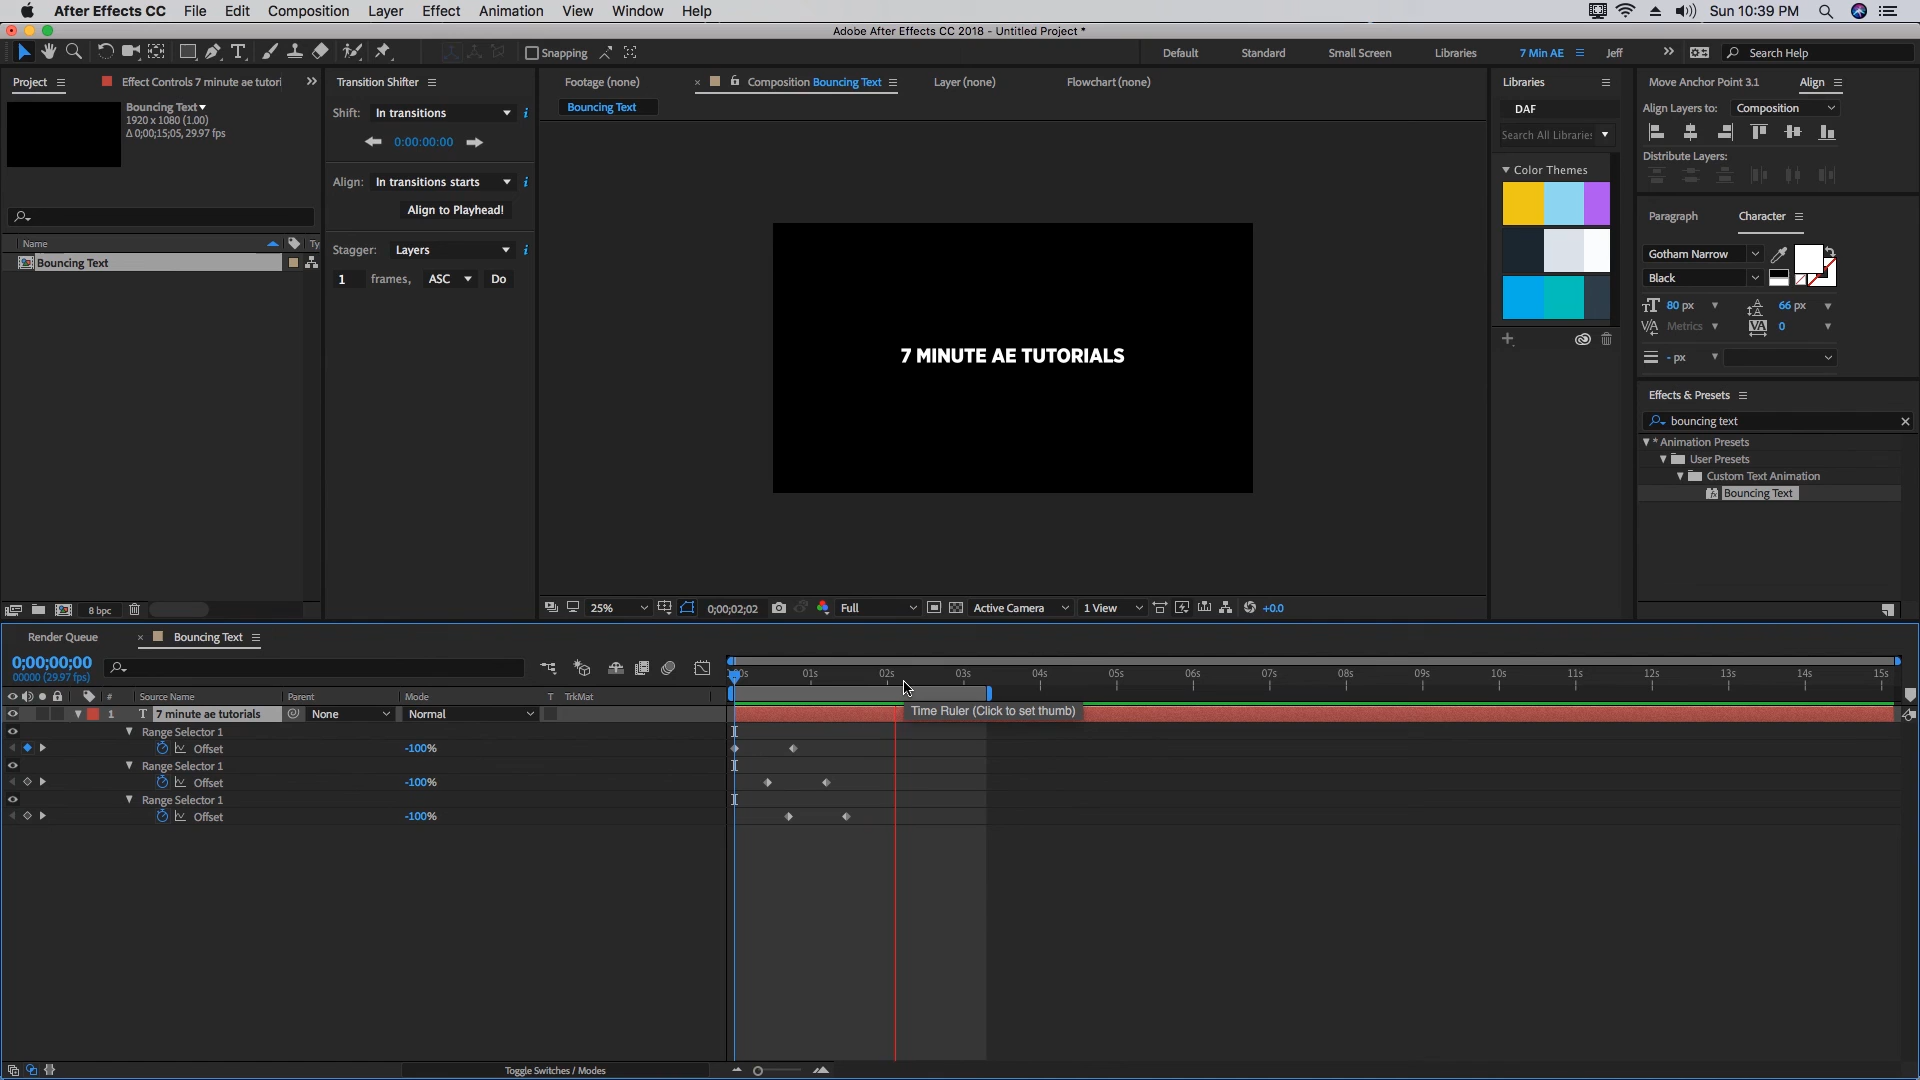 After Effects CC File Edit Composition Layer Effect Animation View Window Help Sun 10:39 PM
Adobe After Effects CC 2018 - Untitled Project *
Snapping Default Standard Small Screen Libraries 7 Min AE Jeff Search Help
Project Effect Controls 7 minute ae tutori Transition Shifter Footage (none) Composition Bouncing Text Layer (none) Flowchart (none) Libraries Move Anchor Point 3.1 Align
Bouncing Text
1920 x 1080 (1.00)
Δ 0;00;15;05, 29.97 fps
Shift: In transitions
0:00:00:00
Align: In transitions starts
Align to Playhead!
Stagger: Layers
1 frames, ASC Do
Bouncing Text
DAF
Search All Libraries
Color Themes
Align Layers to: Composition
Distribute Layers:
Paragraph Character
Gotham Narrow
Black
80 px 66 px
Metrics 0
- px
Effects & Presets
bouncing text
* Animation Presets
User Presets
Custom Text Animation
Bouncing Text
Name Ty
Bouncing Text
7 MINUTE AE TUTORIALS
8 bpc
25% 0;00;02;02 Full Active Camera 1 View +0.0
Render Queue Bouncing Text
0;00;00;00
00000 (29.97 fps)
# Source Name Parent Mode T TrkMat
:00s 01s 02s 03s 04s 05s 06s 07s 08s 09s 10s 11s 12s 13s 14s 15s
1 T 7 minute ae tutorials None Normal
Time Ruler (Click to set thumb)
Range Selector 1
Offset -100%
Range Selector 1
Offset -100%
Range Selector 1
Offset -100%
Toggle Switches / Modes